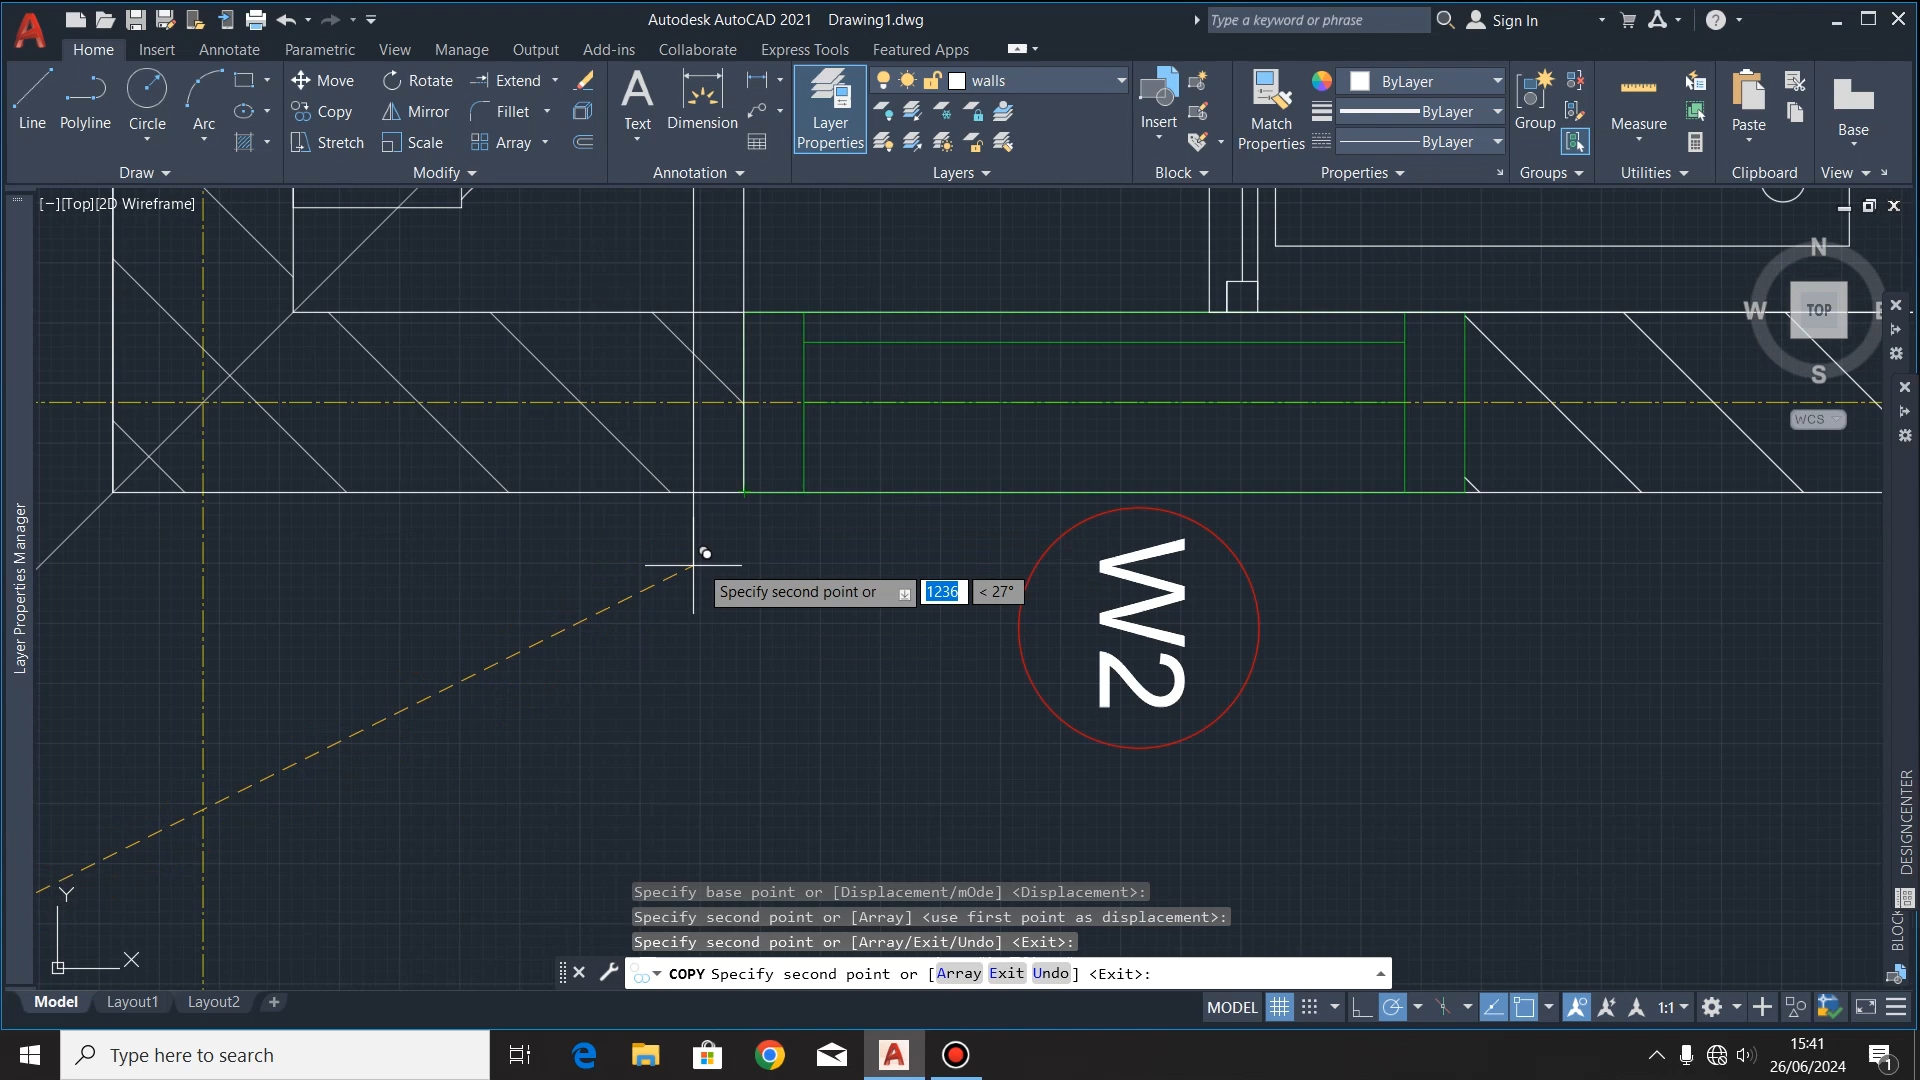 Autodesk AutoCAD 2021 Drawing1.dwg
Type a keyword or phrase
Sign In
Home Insert Annotate Parametric View Manage Output Add-ins Collaborate Express Tools Featured Apps
Line Polyline Circle Arc
Move Rotate Extend
Copy Mirror Fillet
Stretch Scale Array
Text Dimension
Layer Properties
walls
Insert
Match Properties
ByLayer
ByLayer
ByLayer
Group
Measure
Paste
Base
Draw Modify Annotation Layers Block Properties Groups Utilities Clipboard View
[−][Top][2D Wireframe]
N
W TOP E
S
WCS
Specify second point or 1236 < 27°
W2
Layer Properties Manager
DESIGNCENTER
Y
X
Specify base point or [Displacement/mOde] <Displacement>:
Specify second point or [Array] <use first point as displacement>:
Specify second point or [Array/Exit/Undo] <Exit>:
COPY Specify second point or [Array Exit Undo] <Exit>:
Model Layout1 Layout2
MODEL 1:1
Type here to search
15:41
26/06/2024
1